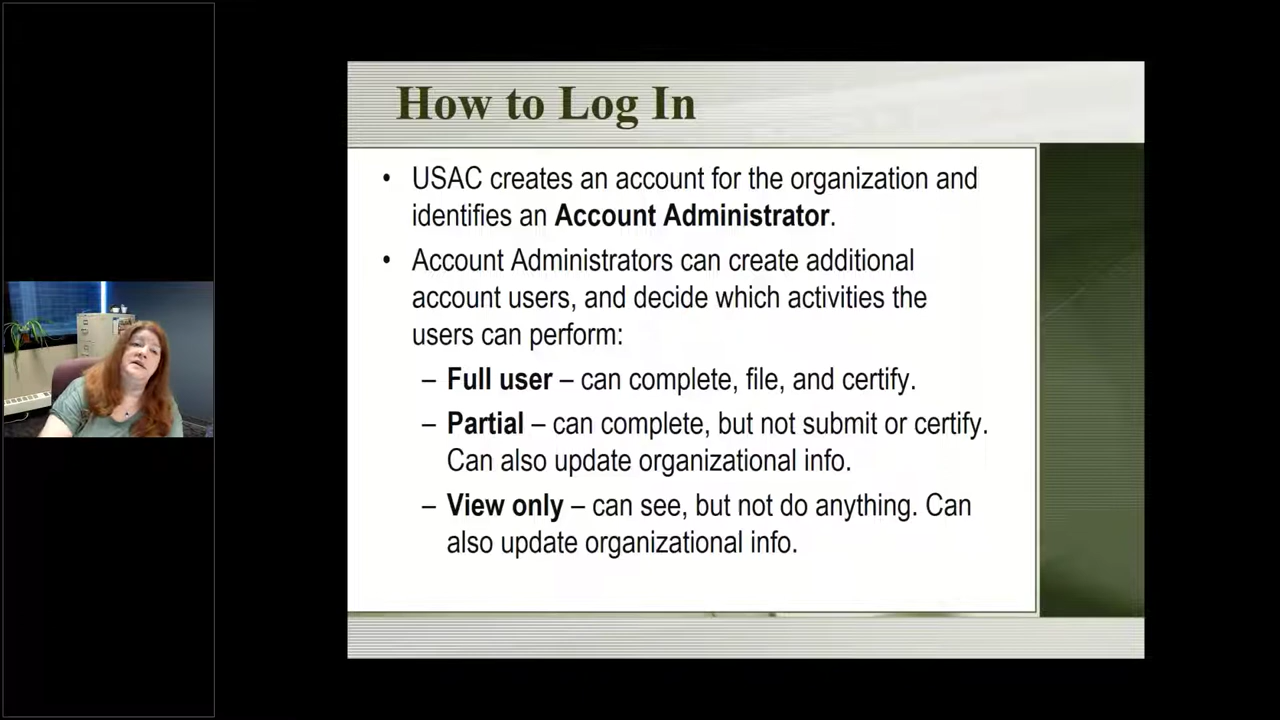 How to Log In
• USAC creates an account for the organization and
identifies an Account Administrator.
• Account Administrators can create additional
account users, and decide which activities the
users can perform:
– Full user – can complete, file, and certify.
– Partial – can complete, but not submit or certify.
Can also update organizational info.
– View only – can see, but not do anything. Can
also update organizational info.